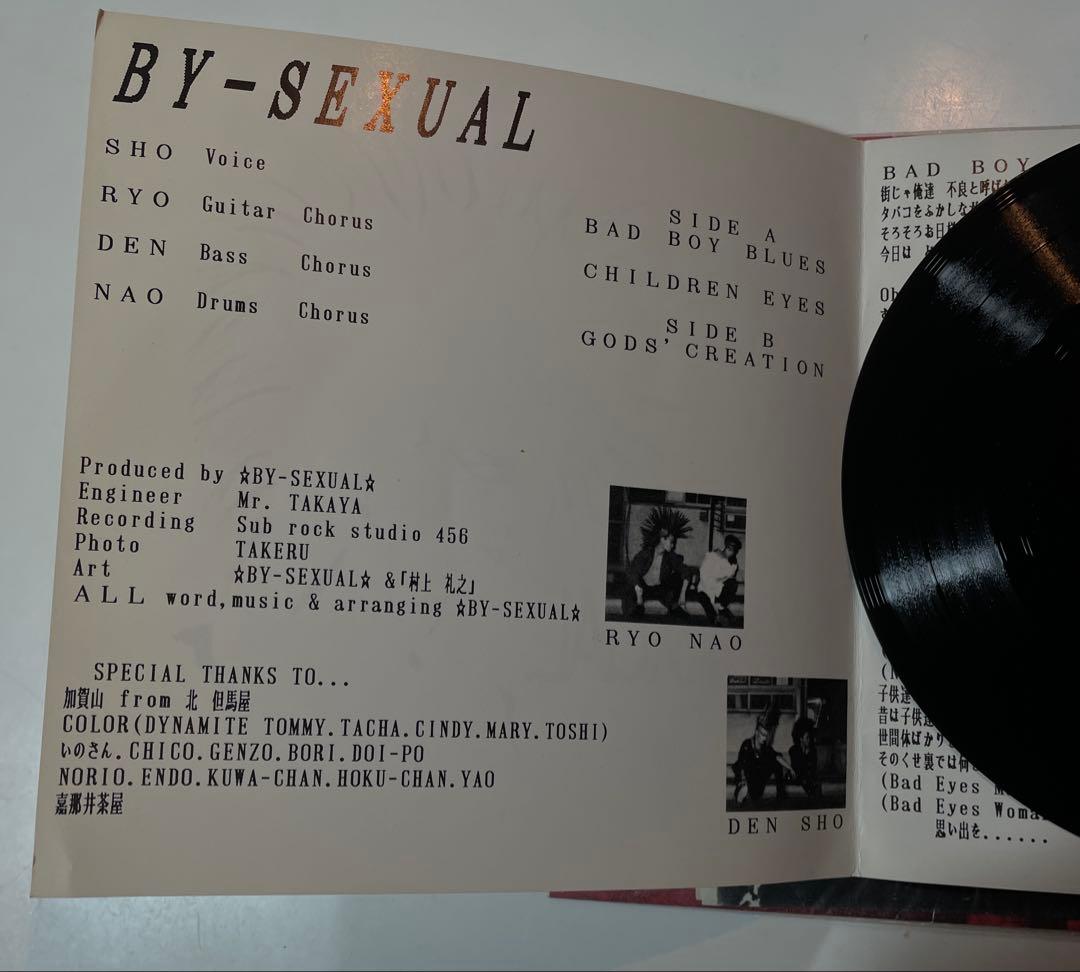 BY-SEXUAL
SHO Voice
RYO Guitar Chorus
DEN Bass Chorus
NAO Drums Chorus
SIDE A
BAD BOY BLUES
CHILDREN EYES
SIDE B
GODS' CREATION
Produced by ☆BY-SEXUAL☆
Engineer Mr. TAKAYA
Recording Sub rock studio 456
Photo TAKERU
Art ☆BY-SEXUAL☆ &「村上 礼之」
ALL word,music & arranging ☆BY-SEXUAL☆
RYO NAO
DEN SHO
SPECIAL THANKS TO...
加賀山 from 北 但馬屋
COLOR(DYNAMITE TOMMY.TACHA.CINDY.MARY.TOSHI)
いのさん.CHICO.GENZO.BORI.DOI-PO
NORIO.ENDO.KUWA-CHAN.HOKU-CHAN.YAO
嘉那井茶屋
BAD BOY
街じゃ俺達 不良と呼ば
タバコをふかしな
そろそろお日様
今日は
子供達
昔は子供
世間体ばかり
そのくせ裏では何
(Bad Eyes M
(Bad Eyes Woma
思い出を......